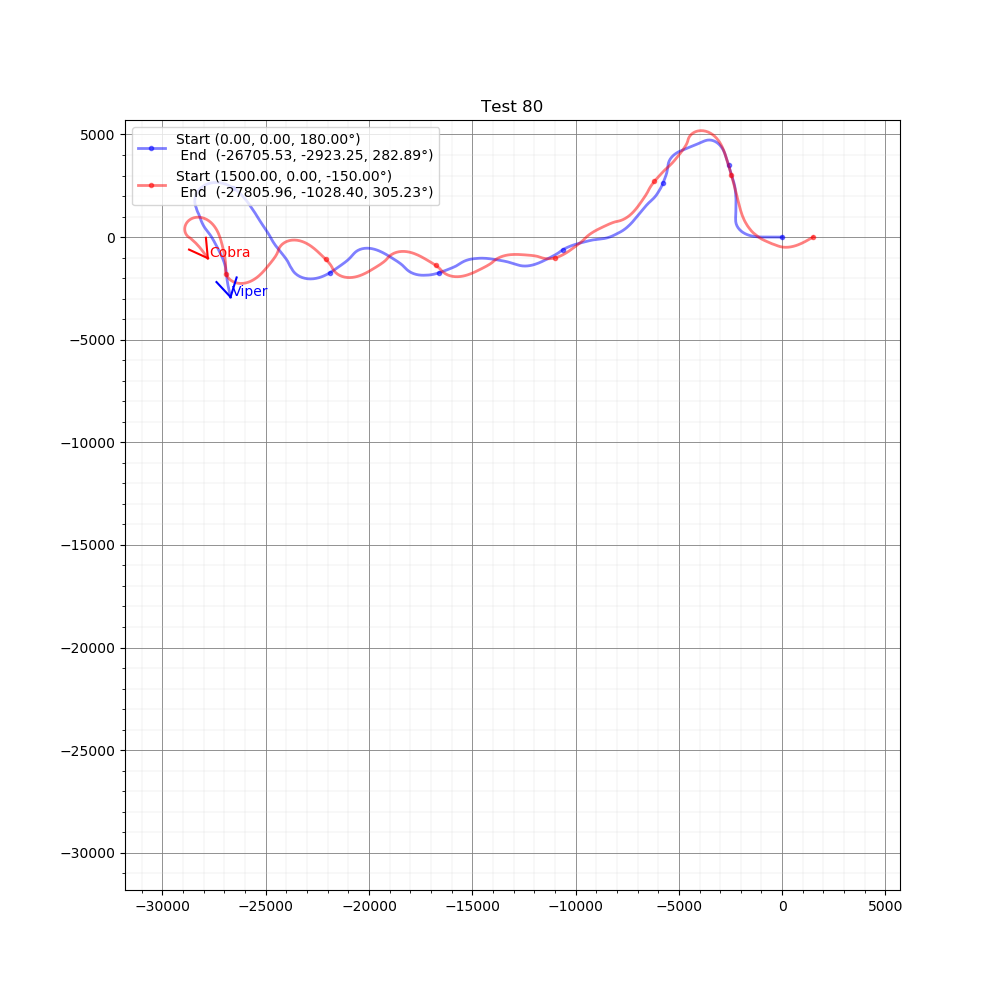 Test 80
Start (0.00, 0.00, 180.00°)
End  (-26705.53, -2923.25, 282.89°)
Start (1500.00, 0.00, -150.00°)
End  (-27805.96, -1028.40, 305.23°)
Cobra
Viper
5000
0
−5000
−10000
−15000
−20000
−25000
−30000
−30000 −25000 −20000 −15000 −10000 −5000 0 5000